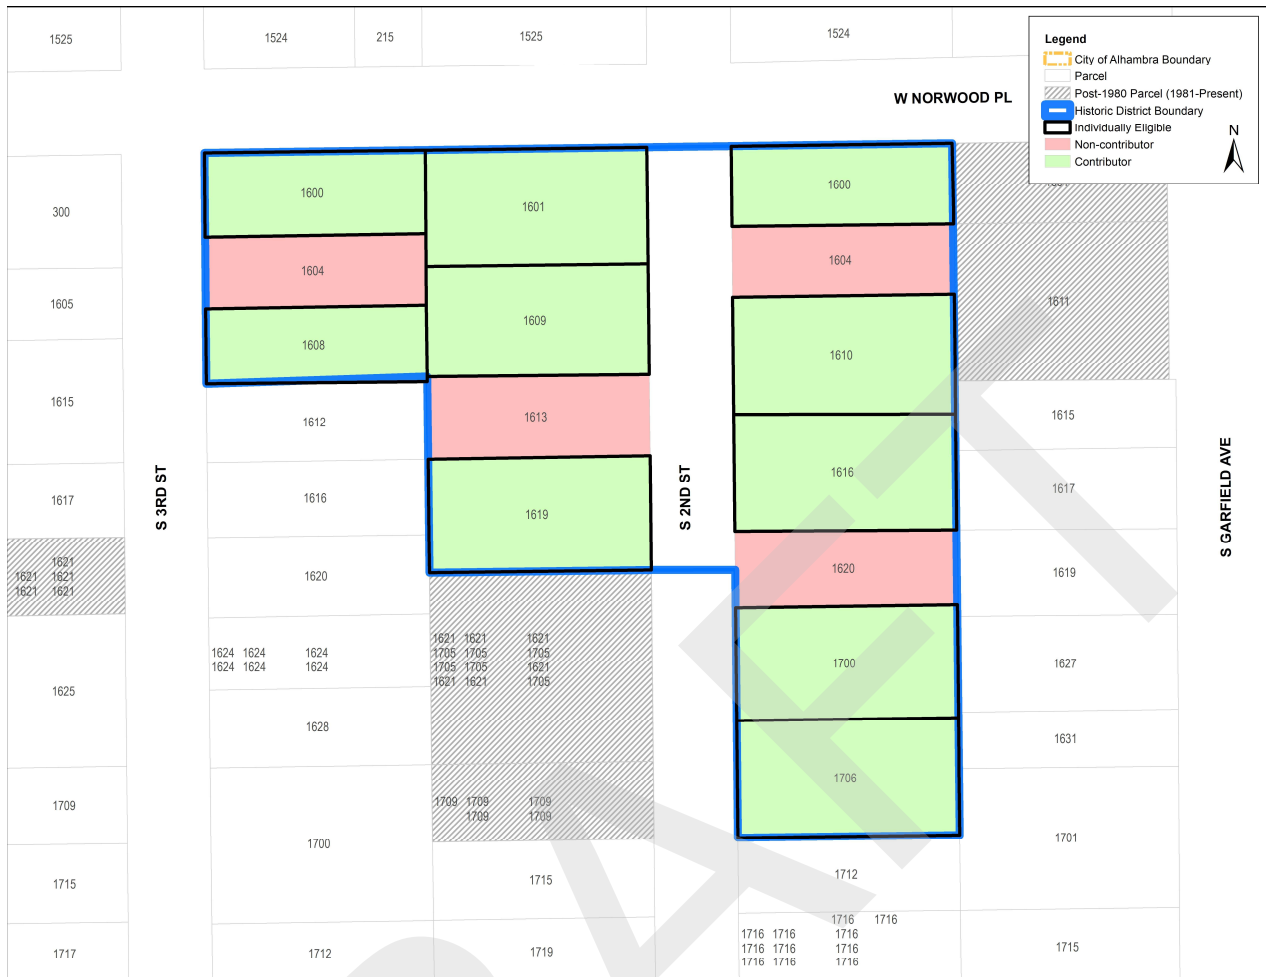 1525
1524
215
1525
1524
Legend
City of Alhambra Boundary
Parcel
Post-1980 Parcel (1981-Present)
Historic District Boundary
Individually Eligible
Non-contributor
Contributor
N
W NORWOOD PL
300
1605
1615
1617
1621
1621 1621
1621 1621
1625
1709
1715
1717
S 3RD ST
1600
1604
1608
1612
1616
1620
1624 1624 1624
1624 1624 1624
1628
1700
1712
1601
1609
1613
1619
1621 1621 1621
1705 1705 1705
1705 1705 1621
1621 1621 1705
1709 1709 1709
1709 1709
1715
1719
S 2ND ST
1600
1604
1610
1616
1620
1700
1706
1712
1716 1716
1716 1716 1716
1716 1716 1716
1716 1716 1716
1611
1615
1617
1619
1627
1631
1701
1715
S GARFIELD AVE